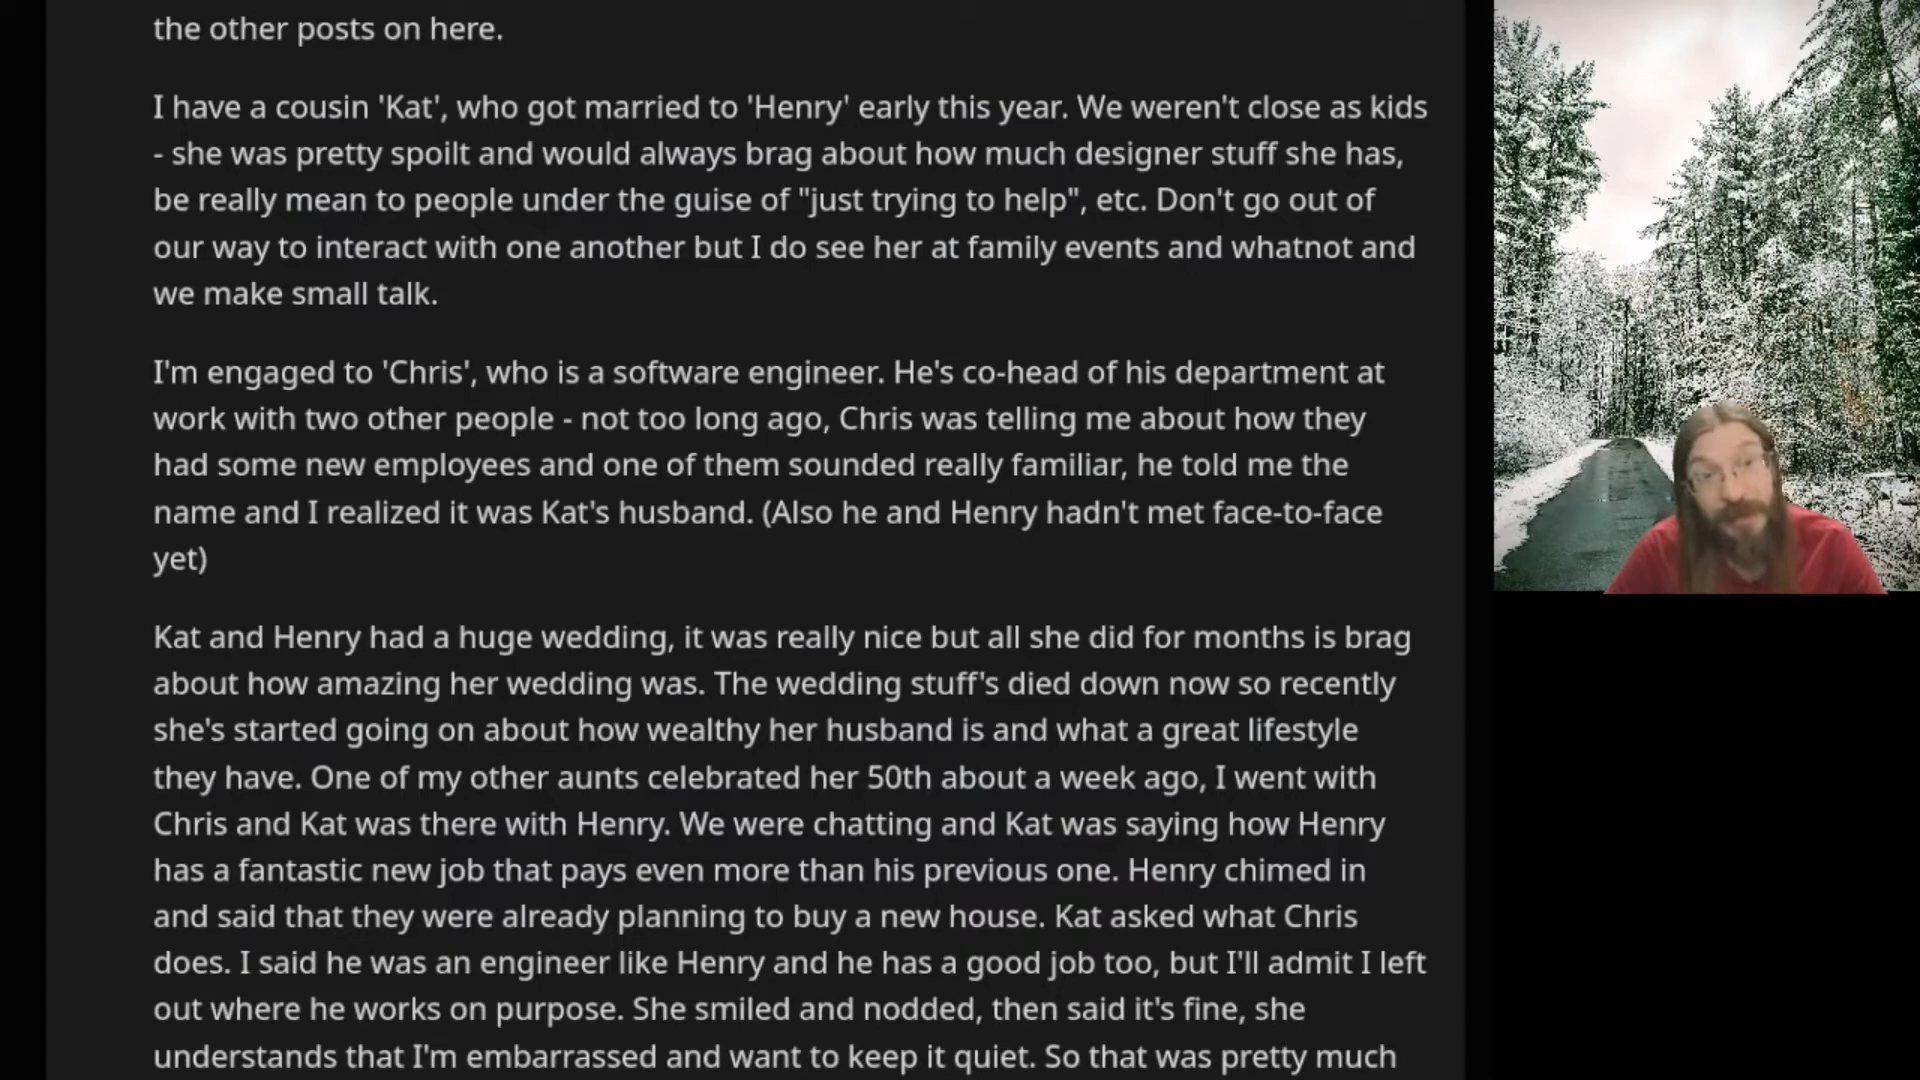 the other posts on here.
I have a cousin 'Kat', who got married to 'Henry' early this year. We weren't close as kids
- she was pretty spoilt and would always brag about how much designer stuff she has,
be really mean to people under the guise of "just trying to help", etc. Don't go out of
our way to interact with one another but I do see her at family events and whatnot and
we make small talk.
I'm engaged to 'Chris', who is a software engineer. He's co-head of his department at
work with two other people - not too long ago, Chris was telling me about how they
had some new employees and one of them sounded really familiar, he told me the
name and I realized it was Kat's husband. (Also he and Henry hadn't met face-to-face
yet)
Kat and Henry had a huge wedding, it was really nice but all she did for months is brag
about how amazing her wedding was. The wedding stuff's died down now so recently
she's started going on about how wealthy her husband is and what a great lifestyle
they have. One of my other aunts celebrated her 50th about a week ago, I went with
Chris and Kat was there with Henry. We were chatting and Kat was saying how Henry
has a fantastic new job that pays even more than his previous one. Henry chimed in
and said that they were already planning to buy a new house. Kat asked what Chris
does. I said he was an engineer like Henry and he has a good job too, but I'll admit I left
out where he works on purpose. She smiled and nodded, then said it's fine, she
understands that I'm embarrassed and want to keep it quiet. So that was pretty much